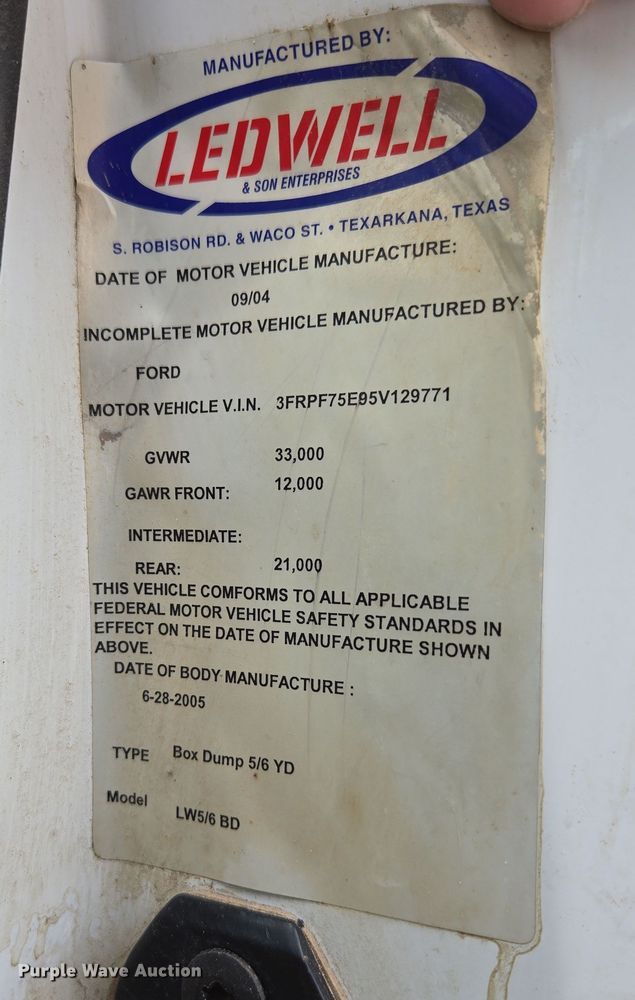 MANUFACTURED BY:
LEDWELL
& SON ENTERPRISES
S. ROBISON RD. & WACO ST. • TEXARKANA, TEXAS
DATE OF MOTOR VEHICLE MANUFACTURE:
09/04
INCOMPLETE MOTOR VEHICLE MANUFACTURED BY:
FORD
MOTOR VEHICLE V.I.N. 3FRPF75E95V129771
GVWR 33,000
GAWR FRONT: 12,000
INTERMEDIATE:
REAR: 21,000
THIS VEHICLE COMFORMS TO ALL APPLICABLE
FEDERAL MOTOR VEHICLE SAFETY STANDARDS IN
EFFECT ON THE DATE OF MANUFACTURE SHOWN
ABOVE.
DATE OF BODY MANUFACTURE :
6-28-2005
TYPE Box Dump 5/6 YD
Model LW5/6 BD
Purple Wave Auction